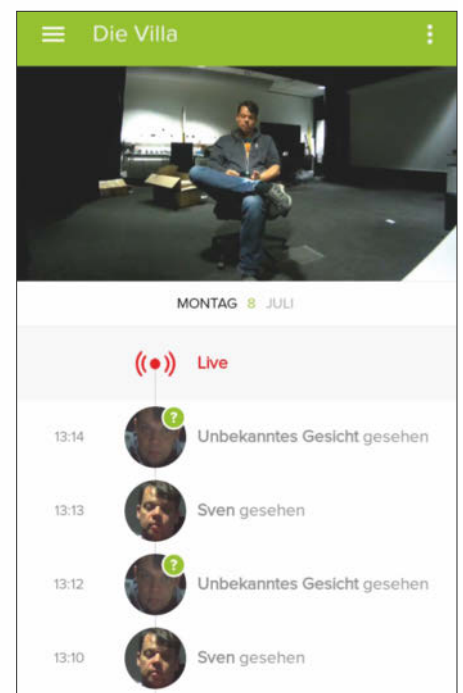 Die Villa
MONTAG 8 JULI
Live
13:14 Unbekanntes Gesicht gesehen
13:13 Sven gesehen
13:12 Unbekanntes Gesicht gesehen
13:10 Sven gesehen